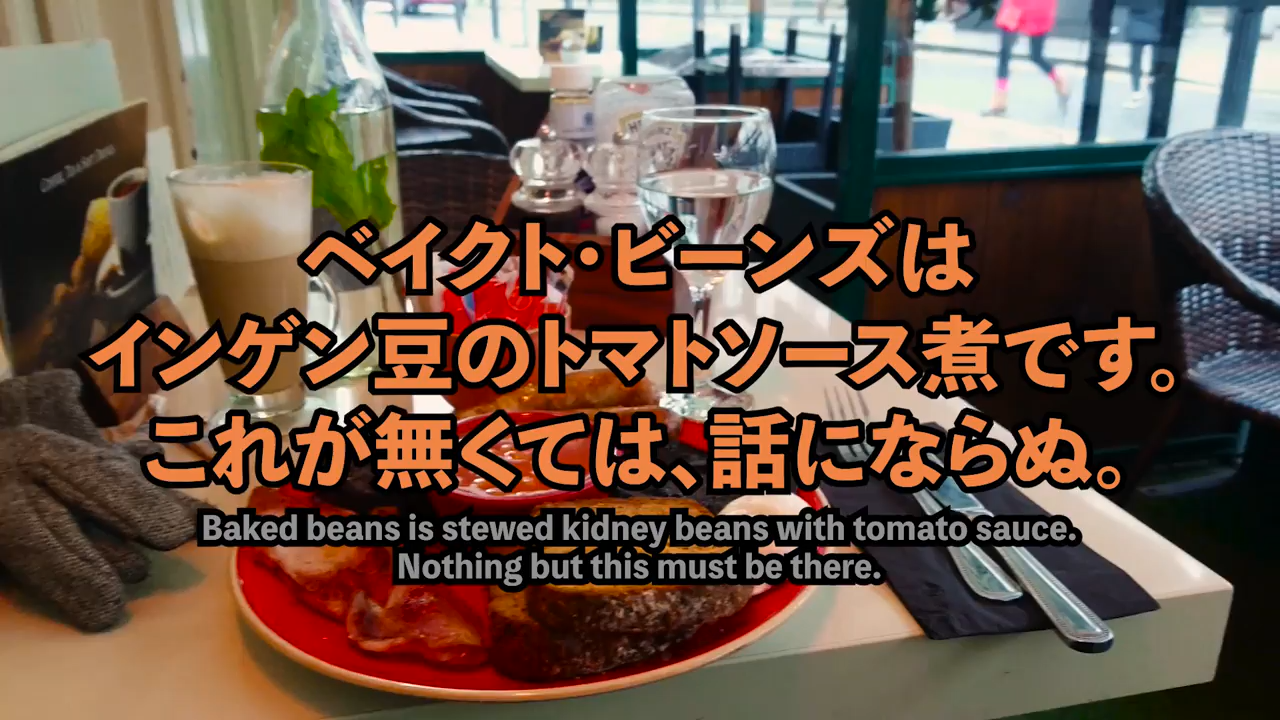 ベイクト・ビーンズは
インゲン豆のトマトソース煮です。
これが無くては、話にならぬ。
Baked beans is stewed kidney beans with tomato sauce.
Nothing but this must be there.